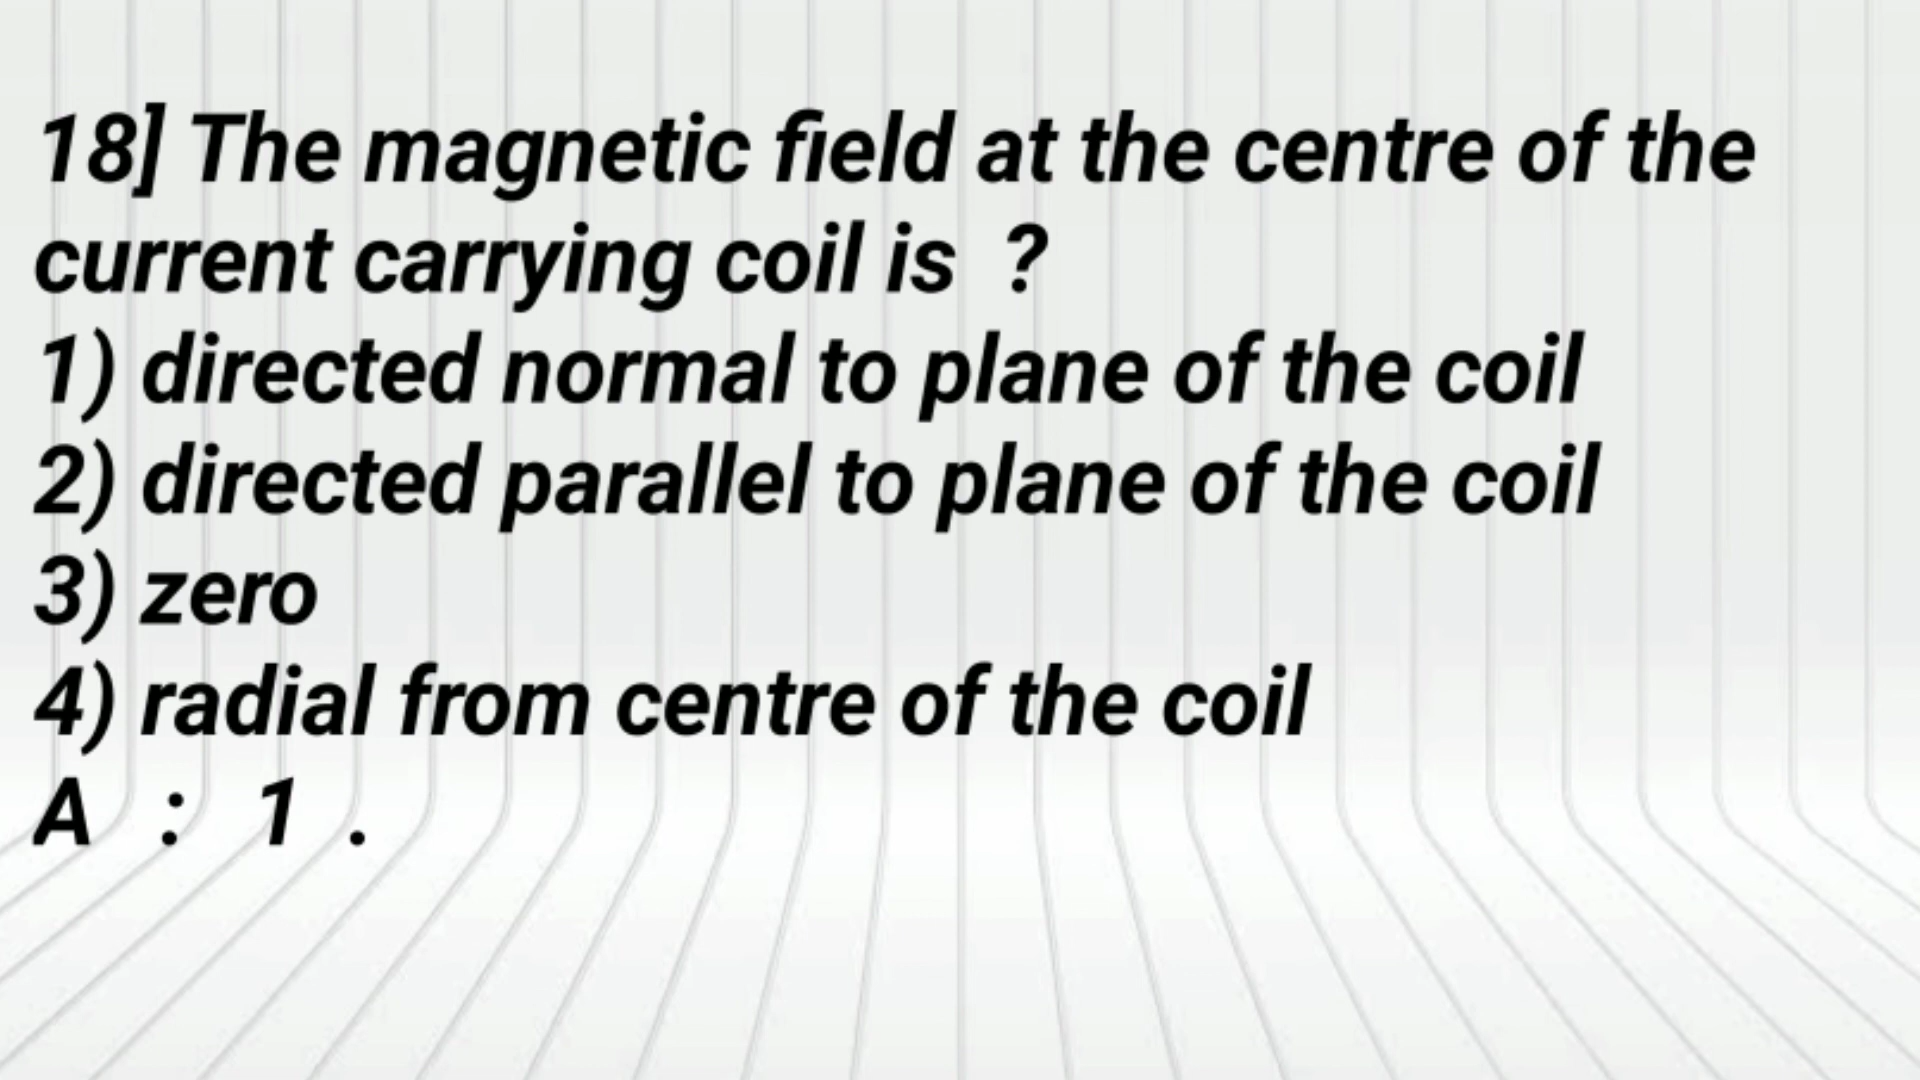 18] The magnetic field at the centre of the
current carrying coil is ?
1) directed normal to plane of the coil
2) directed parallel to plane of the coil
3) zero
4) radial from centre of the coil
A : 1 .